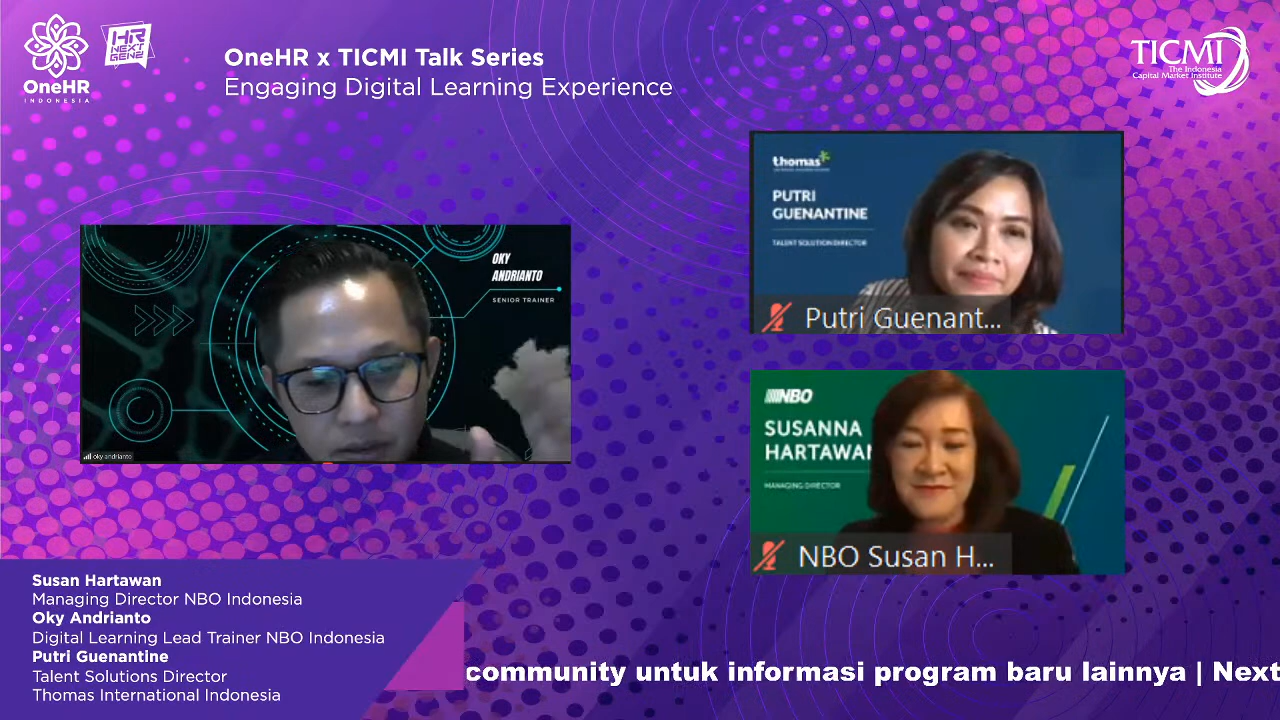 OneHR
INDONESIA
HR
NEXT
GEN
OneHR x TICMI Talk Series
Engaging Digital Learning Experience
TICMI
The Indonesia
Capital Market Institute
OKY
ANDRIANTO
SENIOR TRAINER
oky andrianto
thomas
PUTRI
GUENANTINE
TALENT SOLUTION DIRECTOR
Putri Guenant...
NBO
SUSANNA
HARTAWAN
MANAGING DIRECTOR
NBO Susan H...
Susan Hartawan
Managing Director NBO Indonesia
Oky Andrianto
Digital Learning Lead Trainer NBO Indonesia
Putri Guenantine
Talent Solutions Director
Thomas International Indonesia
community untuk informasi program baru lainnya | Next